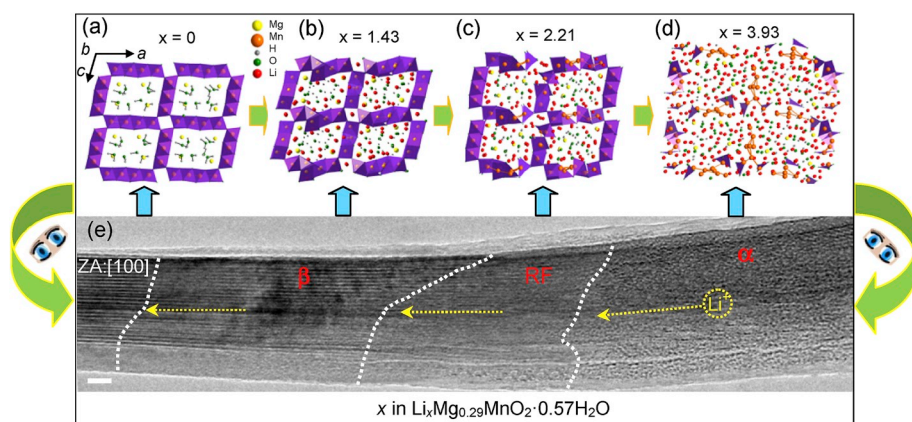 (a)
x = 0
Mg
Mn
H
O
Li
(b)
x = 1.43
(c)
x = 2.21
(d)
x = 3.93
b
a
c
(e)
ZA:[100]
β
RF
α
Li⁺
x in LiₓMg₀.₂₉MnO₂·0.57H₂O